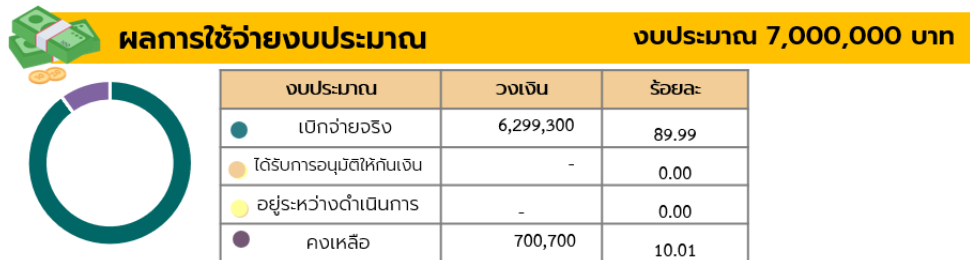 ผลการใช้จ่ายงบประมาณ
งบประมาณ 7,000,000 บาท
งบประมาณ วงเงิน ร้อยละ
เบิกจ่ายจริง 6,299,300 89.99
ได้รับการอนุมัติให้กันเงิน - 0.00
อยู่ระหว่างดำเนินการ - 0.00
คงเหลือ 700,700 10.01